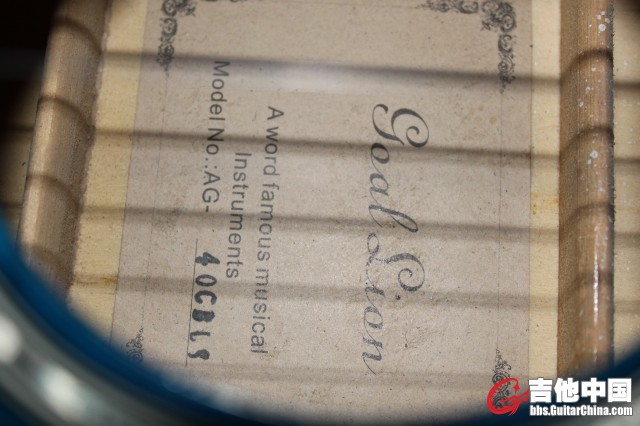 Goal Lion
A word famous musical
Instruments
Model No.:AG- 40CBLS
吉他中国
bbs.GuitarChina.com